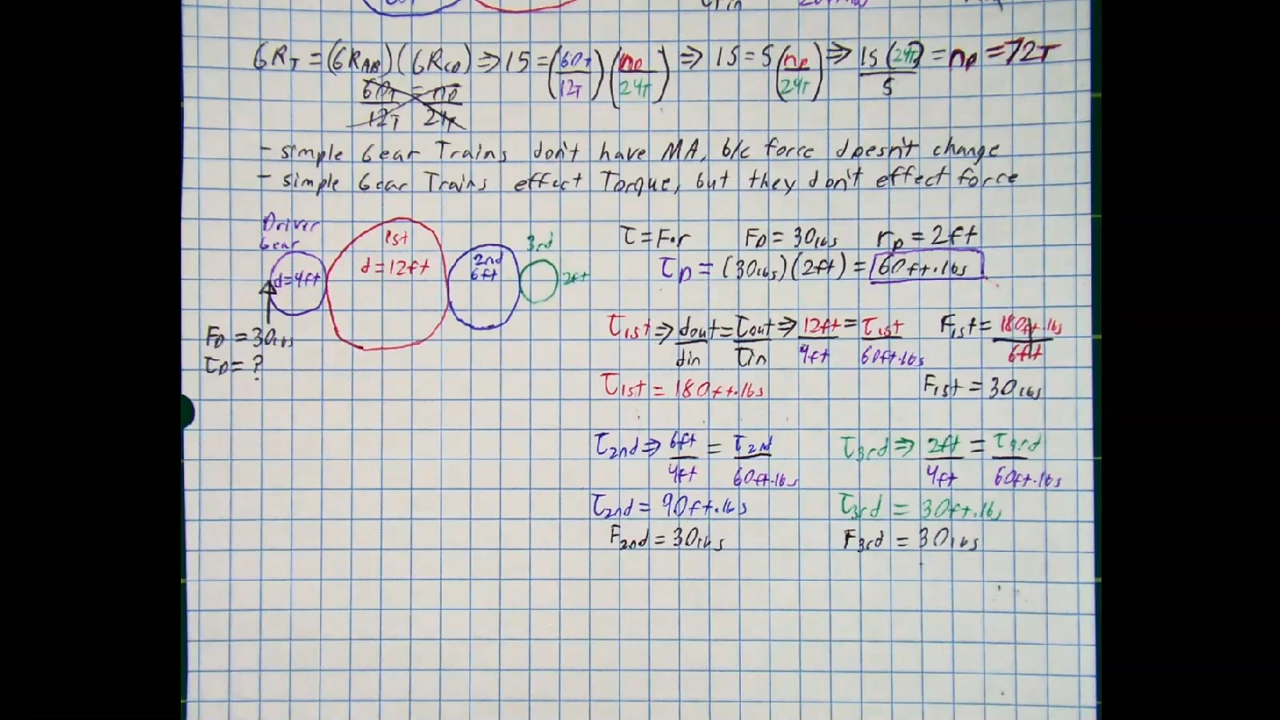 GR_T = (GR_AB)(GR_CD) ⇒ 15 = (60T/12T)(n_D/24T) ⇒ 15 = 5(n_D/24T) ⇒ 15(24T)/5 = n_D = 72T
60T/12T = n_D/24T
- simple Gear Trains don't have MA, b/c force doesn't change
- simple Gear Trains effect Torque, but they don't effect force
Driver Gear
d=4ft
1st
d=12ft
2nd
6ft
3rd
2ft
F_D = 30lbs
τ_D = ?
τ = F·r F_D = 30lbs r_D = 2ft
τ_D = (30lbs)(2ft) = 60ft·lbs
τ_1st ⇒ dout/din = τout/τin ⇒ 12ft/4ft = τ_1st/60ft·lbs F_1st = 180ft·lbs/6ft
τ_1st = 180ft·lbs F_1st = 30lbs
τ_2nd ⇒ 6ft/4ft = τ_2nd/60ft·lbs τ_3rd ⇒ 2ft/4ft = τ_3rd/60ft·lbs
τ_2nd = 90ft·lbs τ_3rd = 30ft·lbs
F_2nd = 30lbs F_3rd = 30lbs